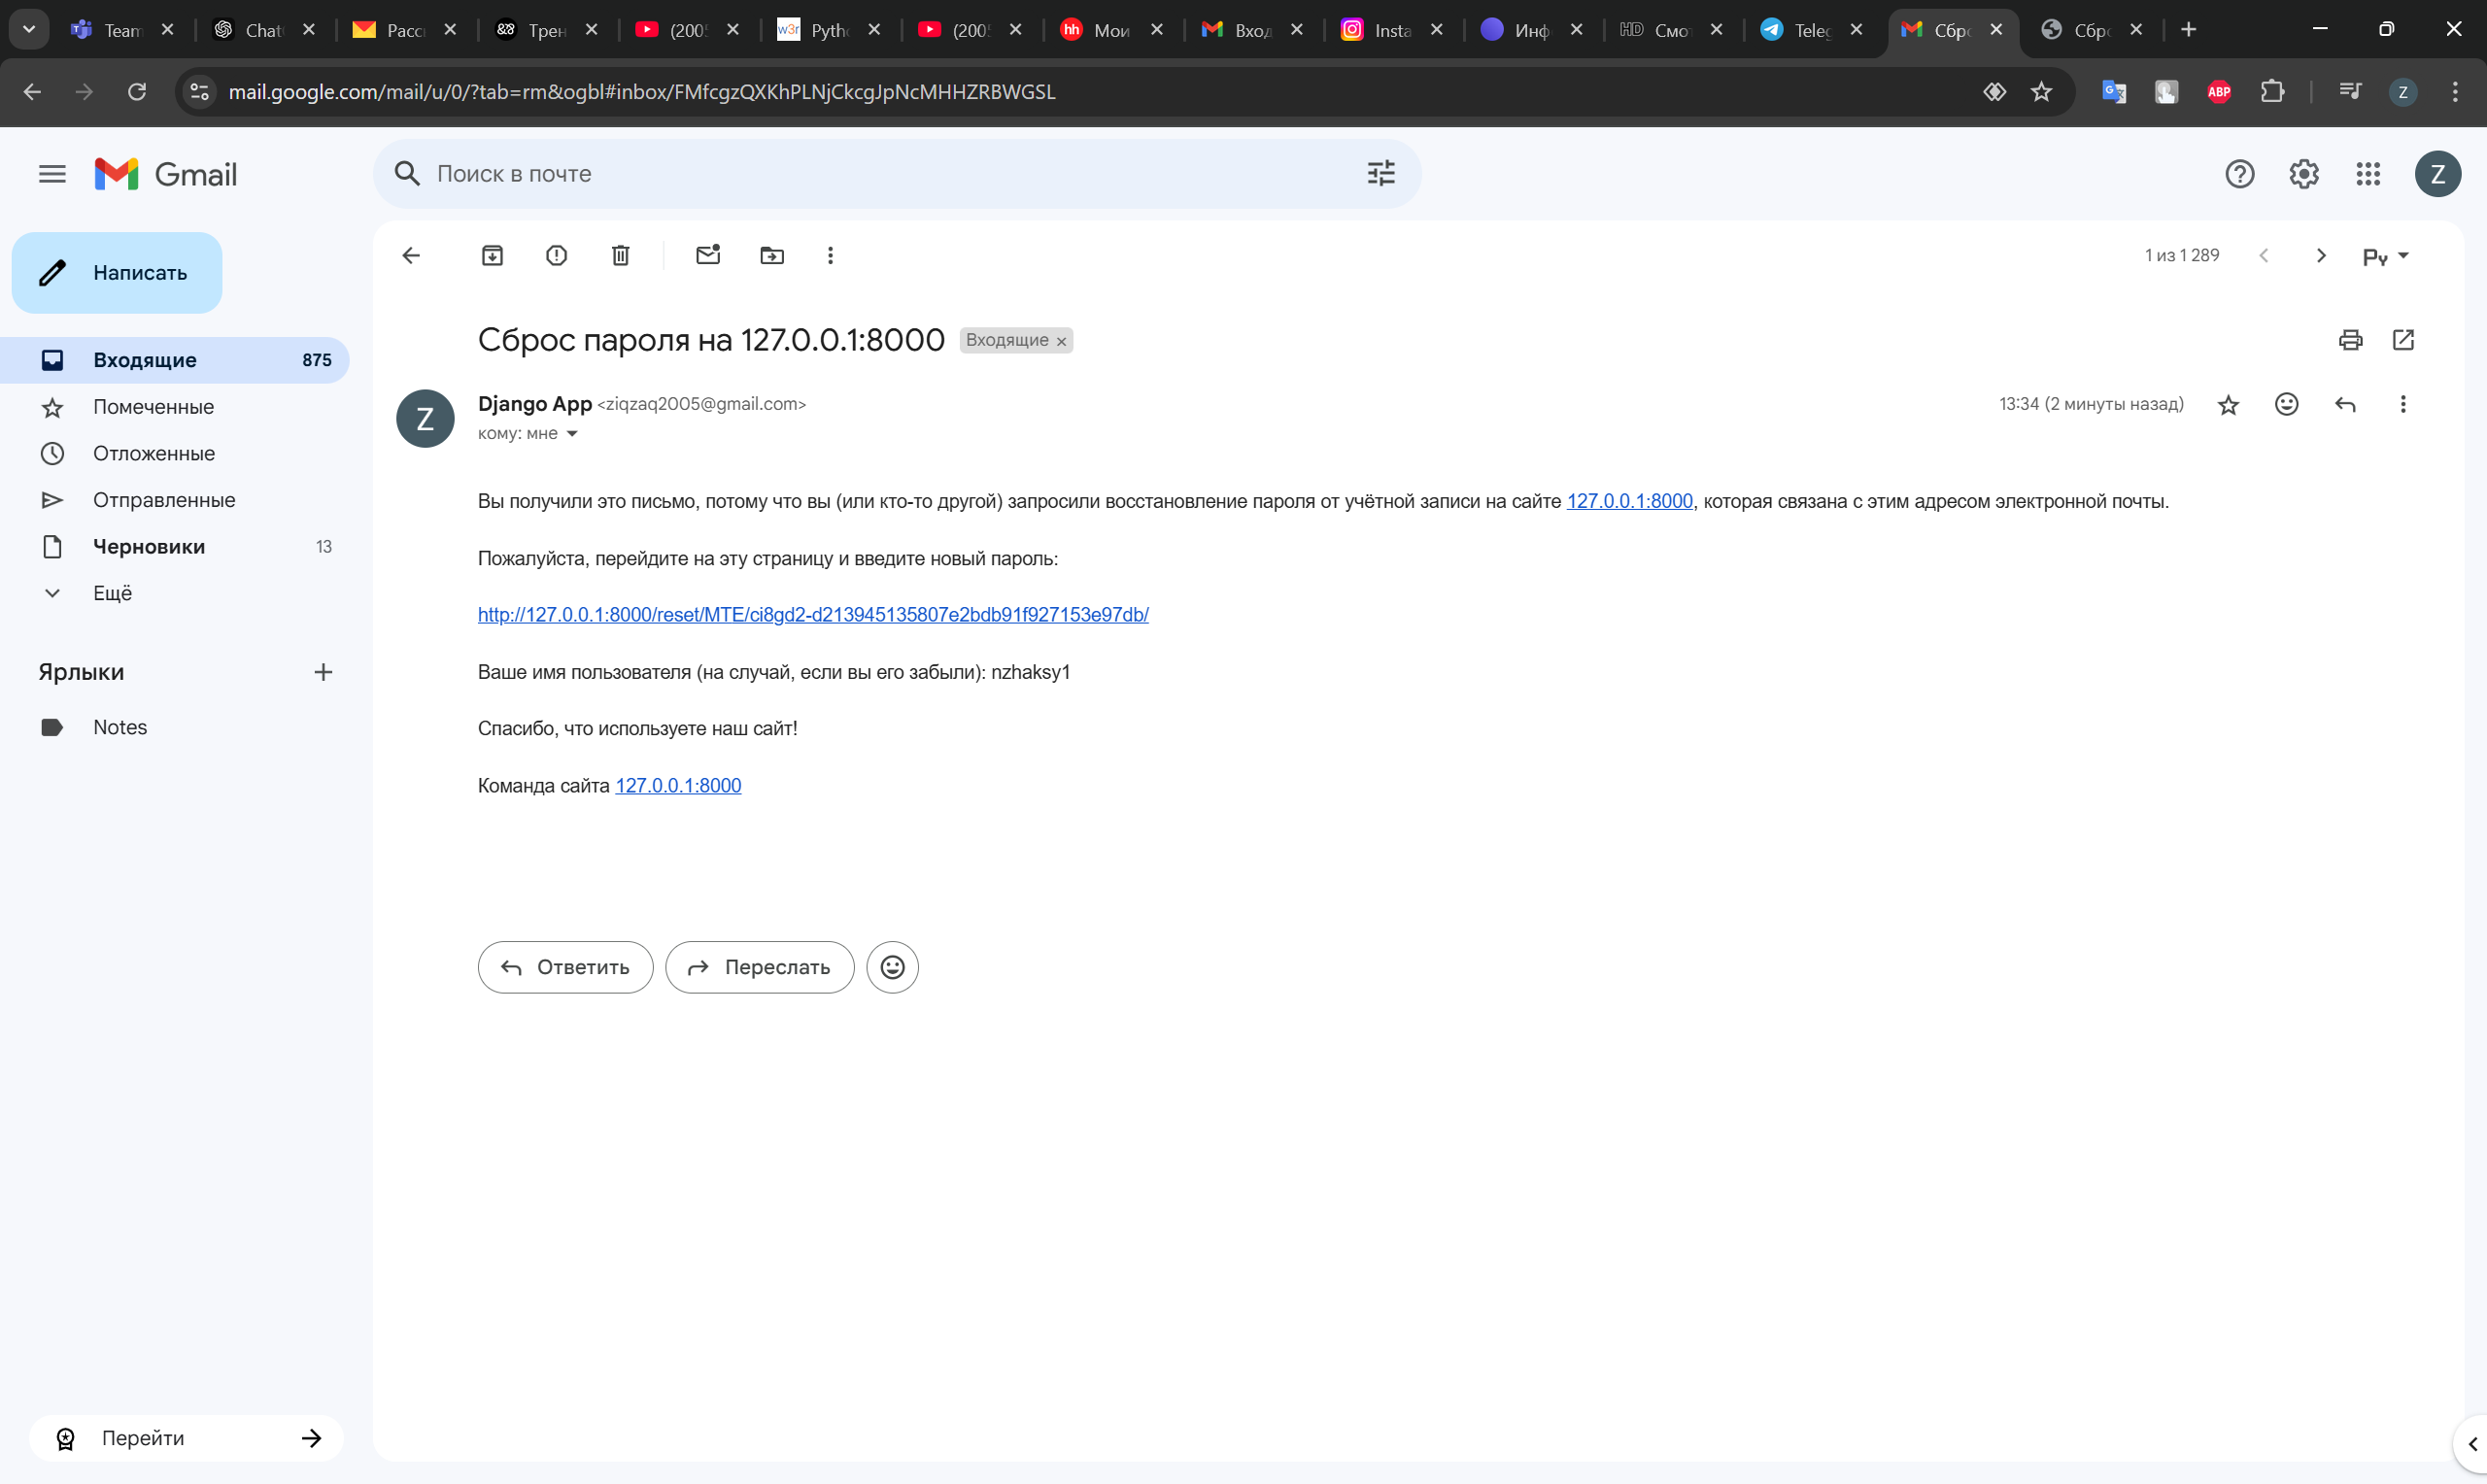 Team
Chat
Расс
Трен
(200
Pyth
(200
Мои
Вход
Insta
Инф
Смо
Teleg
Сбро
Сбро
mail.google.com/mail/u/0/?tab=rm&ogbl#inbox/FMfcgzQXKhPLNjCkcgJpNcMHHZRBWGSL
ABP
Z
Gmail
Поиск в почте
Z
Написать
1 из 1 289
Ру
Входящие 875
Помеченные
Отложенные
Отправленные
Черновики 13
Ещё
Ярлыки
Notes
Перейти
Сброс пароля на 127.0.0.1:8000 Входящие
Z
Django App <ziqzaq2005@gmail.com> 13:34 (2 минуты назад)
кому: мне
Вы получили это письмо, потому что вы (или кто-то другой) запросили восстановление пароля от учётной записи на сайте 127.0.0.1:8000, которая связана с этим адресом электронной почты.
Пожалуйста, перейдите на эту страницу и введите новый пароль:
http://127.0.0.1:8000/reset/MTE/ci8gd2-d213945135807e2bdb91f927153e97db/
Ваше имя пользователя (на случай, если вы его забыли): nzhaksy1
Спасибо, что используете наш сайт!
Команда сайта 127.0.0.1:8000
Ответить
Переслать